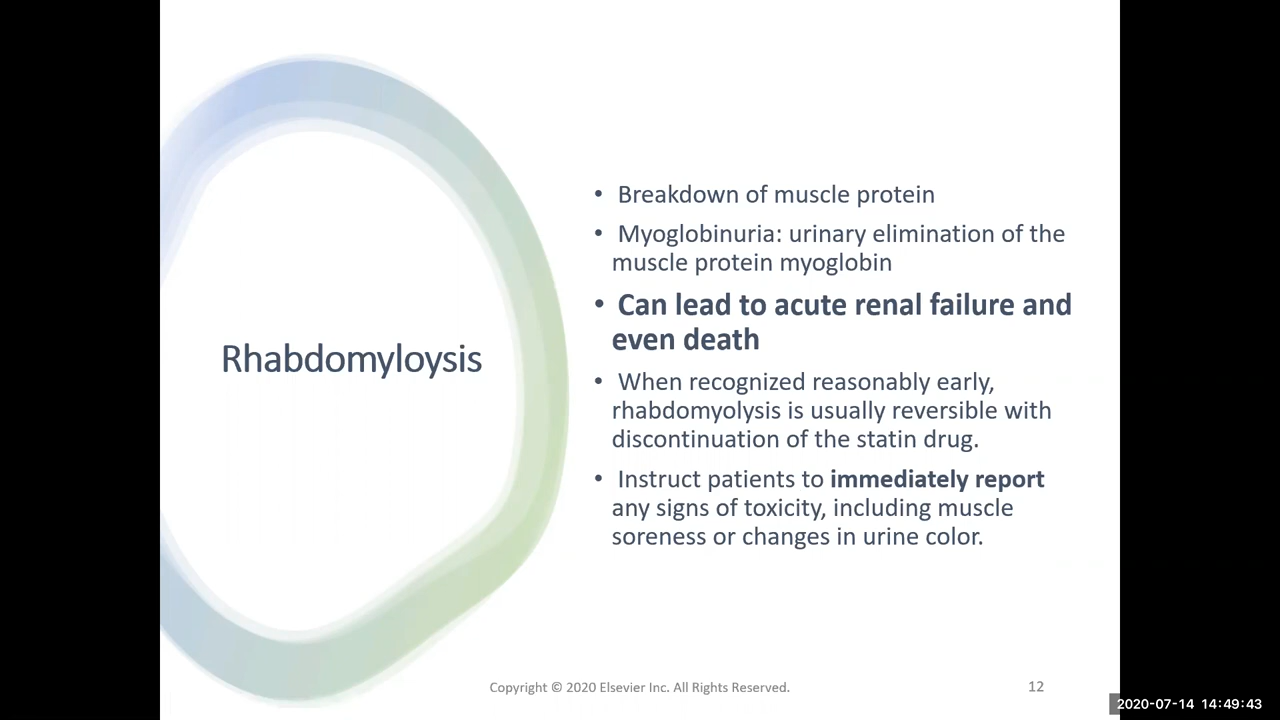 Rhabdomyloysis
• Breakdown of muscle protein
• Myoglobinuria: urinary elimination of the
muscle protein myoglobin
• Can lead to acute renal failure and
even death
• When recognized reasonably early,
rhabdomyolysis is usually reversible with
discontinuation of the statin drug.
• Instruct patients to immediately report
any signs of toxicity, including muscle
soreness or changes in urine color.
Copyright © 2020 Elsevier Inc. All Rights Reserved.
12
2020-07-14 14:49:43